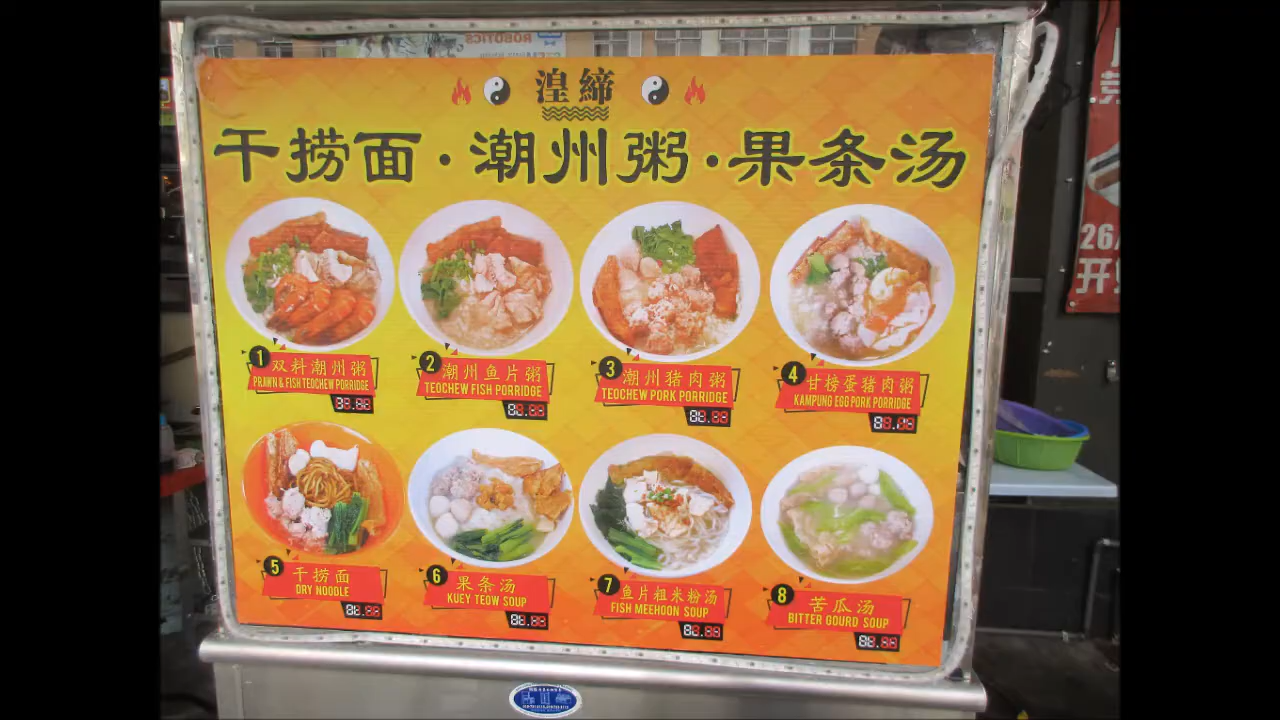 ROBOTICS
湟締
干捞面·潮州粥·果条汤
1 双料潮州粥
PRAWN & FISH TEOCHEW PORRIDGE
2 潮州鱼片粥
TEOCHEW FISH PORRIDGE
3 潮州猪肉粥
TEOCHEW PORK PORRIDGE
4 甘榜蛋猪肉粥
KAMPUNG EGG PORK PORRIDGE
5 干捞面
DRY NOODLE
6 果条汤
KUEY TEOW SOUP
7 鱼片粗米粉汤
FISH MEEHOON SOUP
8 苦瓜汤
BITTER GOURD SOUP
26/
开